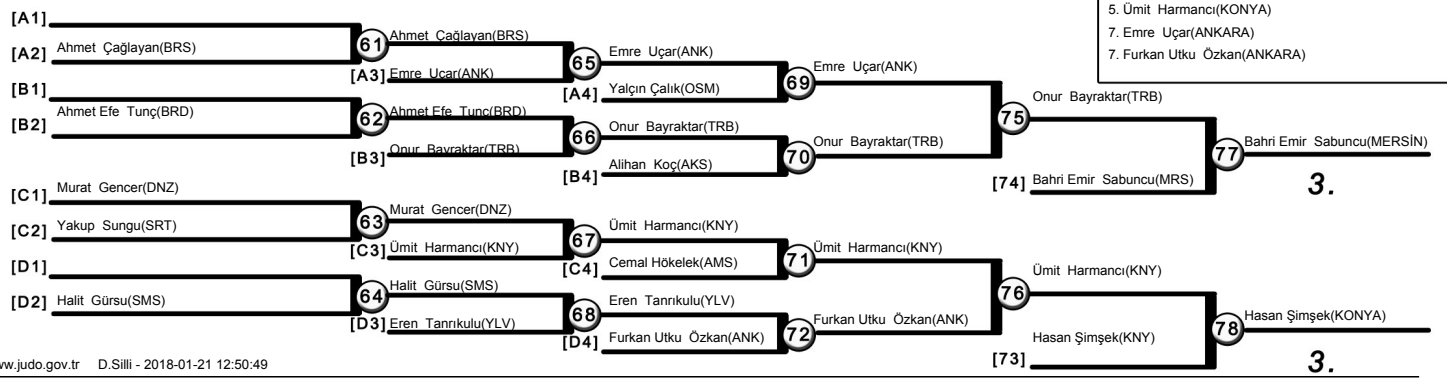 5. Ümit Harmancı(KONYA)
7. Emre Uçar(ANKARA)
7. Furkan Utku Özkan(ANKARA)
[A1]
[A2] Ahmet Çağlayan(BRS)
61
Ahmet Çağlayan(BRS)
[A3] Emre Uçar(ANK)
65
Emre Uçar(ANK)
[A4] Yalçın Çalık(OSM)
69
Emre Uçar(ANK)
[B1]
[B2] Ahmet Efe Tunç(BRD)
62
Ahmet Efe Tunç(BRD)
[B3] Onur Bayraktar(TRB)
66
Onur Bayraktar(TRB)
[B4] Alihan Koç(AKS)
70
Onur Bayraktar(TRB)
75
Onur Bayraktar(TRB)
[74] Bahri Emir Sabuncu(MRS)
77
Bahri Emir Sabuncu(MERSİN)
3.
[C1] Murat Gencer(DNZ)
[C2] Yakup Sungu(SRT)
63
Murat Gencer(DNZ)
[C3] Ümit Harmancı(KNY)
67
Ümit Harmancı(KNY)
[C4] Cemal Hökelek(AMS)
71
Ümit Harmancı(KNY)
[D1]
[D2] Halit Gürsu(SMS)
64
Halit Gürsu(SMS)
[D3] Eren Tanrıkulu(YLV)
68
Eren Tanrıkulu(YLV)
[D4] Furkan Utku Özkan(ANK)
72
Furkan Utku Özkan(ANK)
76
Ümit Harmancı(KNY)
[73] Hasan Şimşek(KNY)
78
Hasan Şimşek(KONYA)
3.
ww.judo.gov.tr D.Silli - 2018-01-21 12:50:49